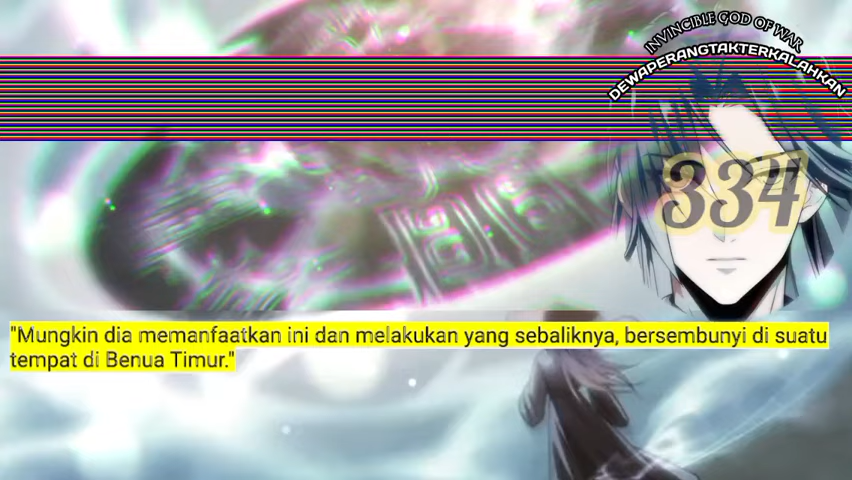 INVINCIBLE GOD OF WAR
DEWAPERANGTAKTERKALAHKAN
334
"Mungkin dia memanfaatkan ini dan melakukan yang sebaliknya, bersembunyi di suatu
tempat di Benua Timur."